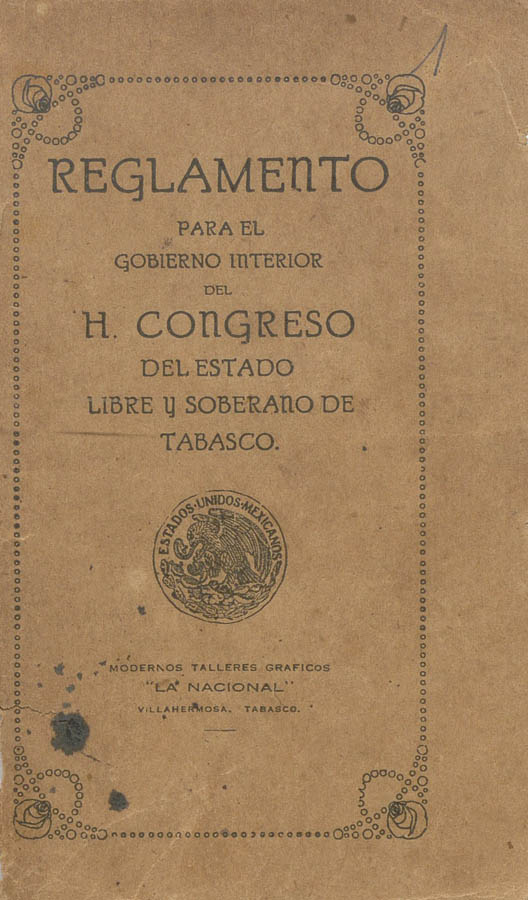 1
REGLAMENTO
PARA EL
GOBIERNO INTERIOR
DEL
H. CONGRESO
DEL ESTADO
LIBRE y SOBERANO DE
TABASCO.
ESTADOS·UNIDOS·MEXICANOS
MODERNOS TALLERES GRAFICOS
"LA NACIONAL"
VILLAHERMOSA. TABASCO.